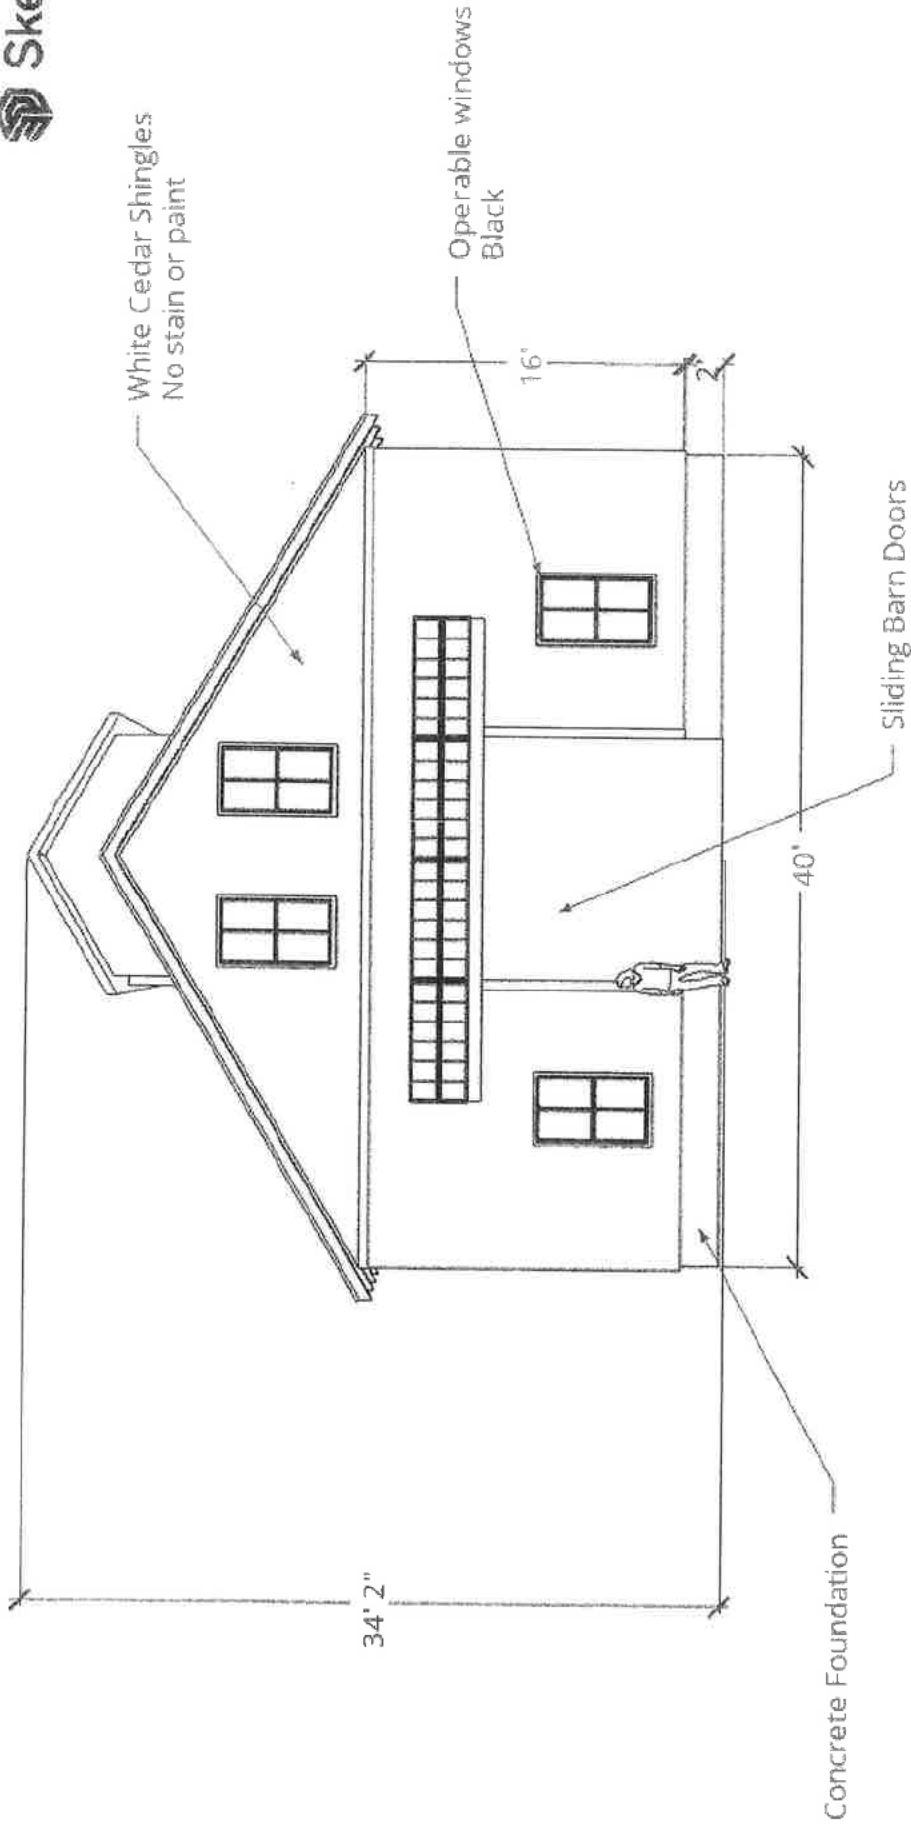 Ske
White Cedar Shingles
No stain or paint
Operable windows
Black
16'
2'
34' 2"
40'
Sliding Barn Doors
Concrete Foundation